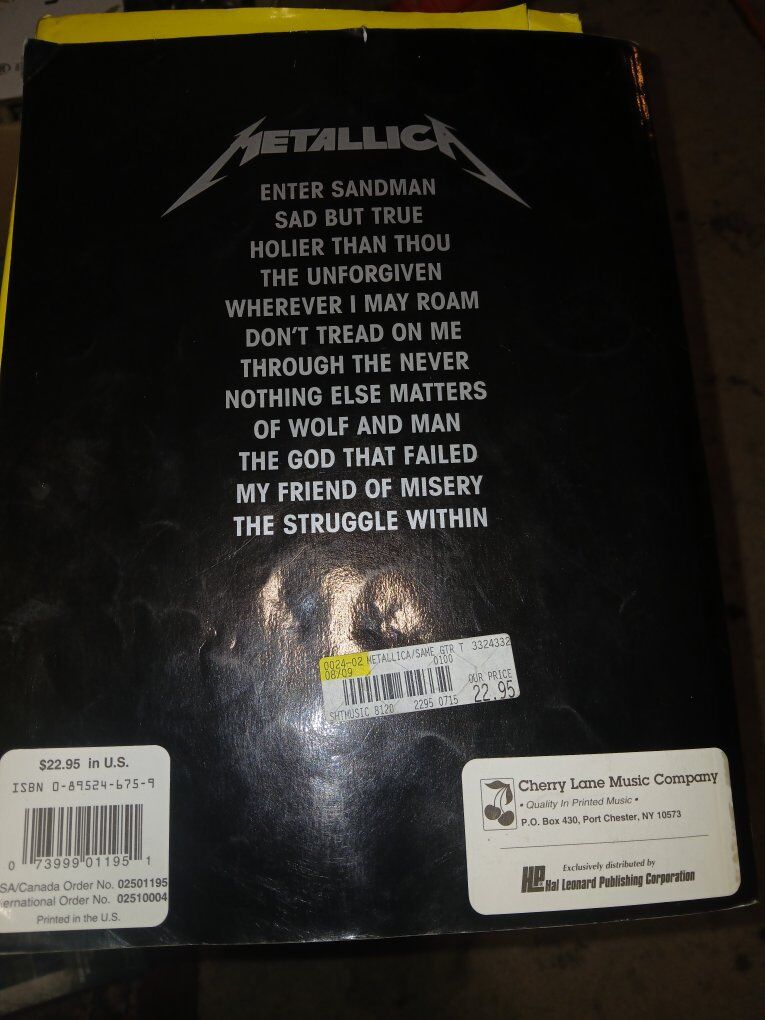 METALLICA
ENTER SANDMAN
SAD BUT TRUE
HOLIER THAN THOU
THE UNFORGIVEN
WHEREVER I MAY ROAM
DON'T TREAD ON ME
THROUGH THE NEVER
NOTHING ELSE MATTERS
OF WOLF AND MAN
THE GOD THAT FAILED
MY FRIEND OF MISERY
THE STRUGGLE WITHIN
0024-02 METALLICA/SAME GTR T 3324332
08/09 0100
OUR PRICE
22.95
SHTMUSIC 8120 2295 0715
$22.95 in U.S.
ISBN 0-89524-675-9
0 73999 01195 1
SA/Canada Order No. 02501195
ernational Order No. 02510004
Printed in the U.S.
Cherry Lane Music Company
• Quality In Printed Music •
P.O. Box 430, Port Chester, NY 10573
Exclusively distributed by
HL Hal Leonard Publishing Corporation